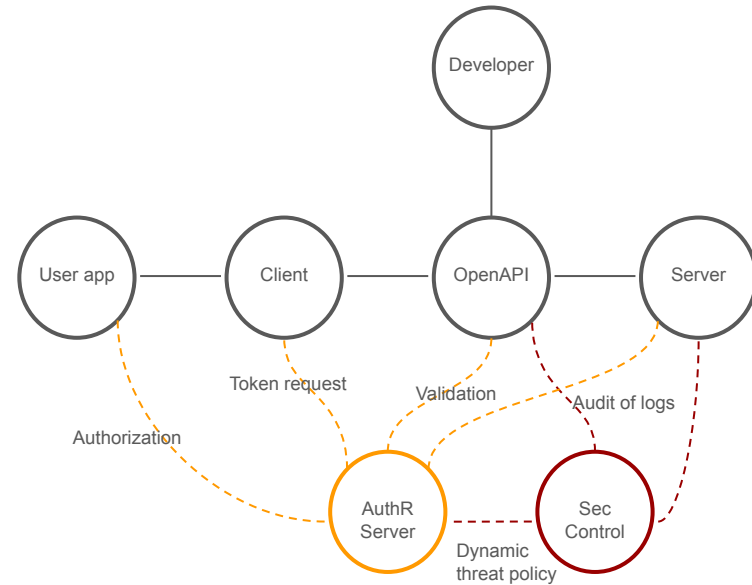 Developer
User app
Client
OpenAPI
Server
Token request
Validation
Audit of logs
Authorization
AuthR
Server
Sec
Control
Dynamic
threat policy